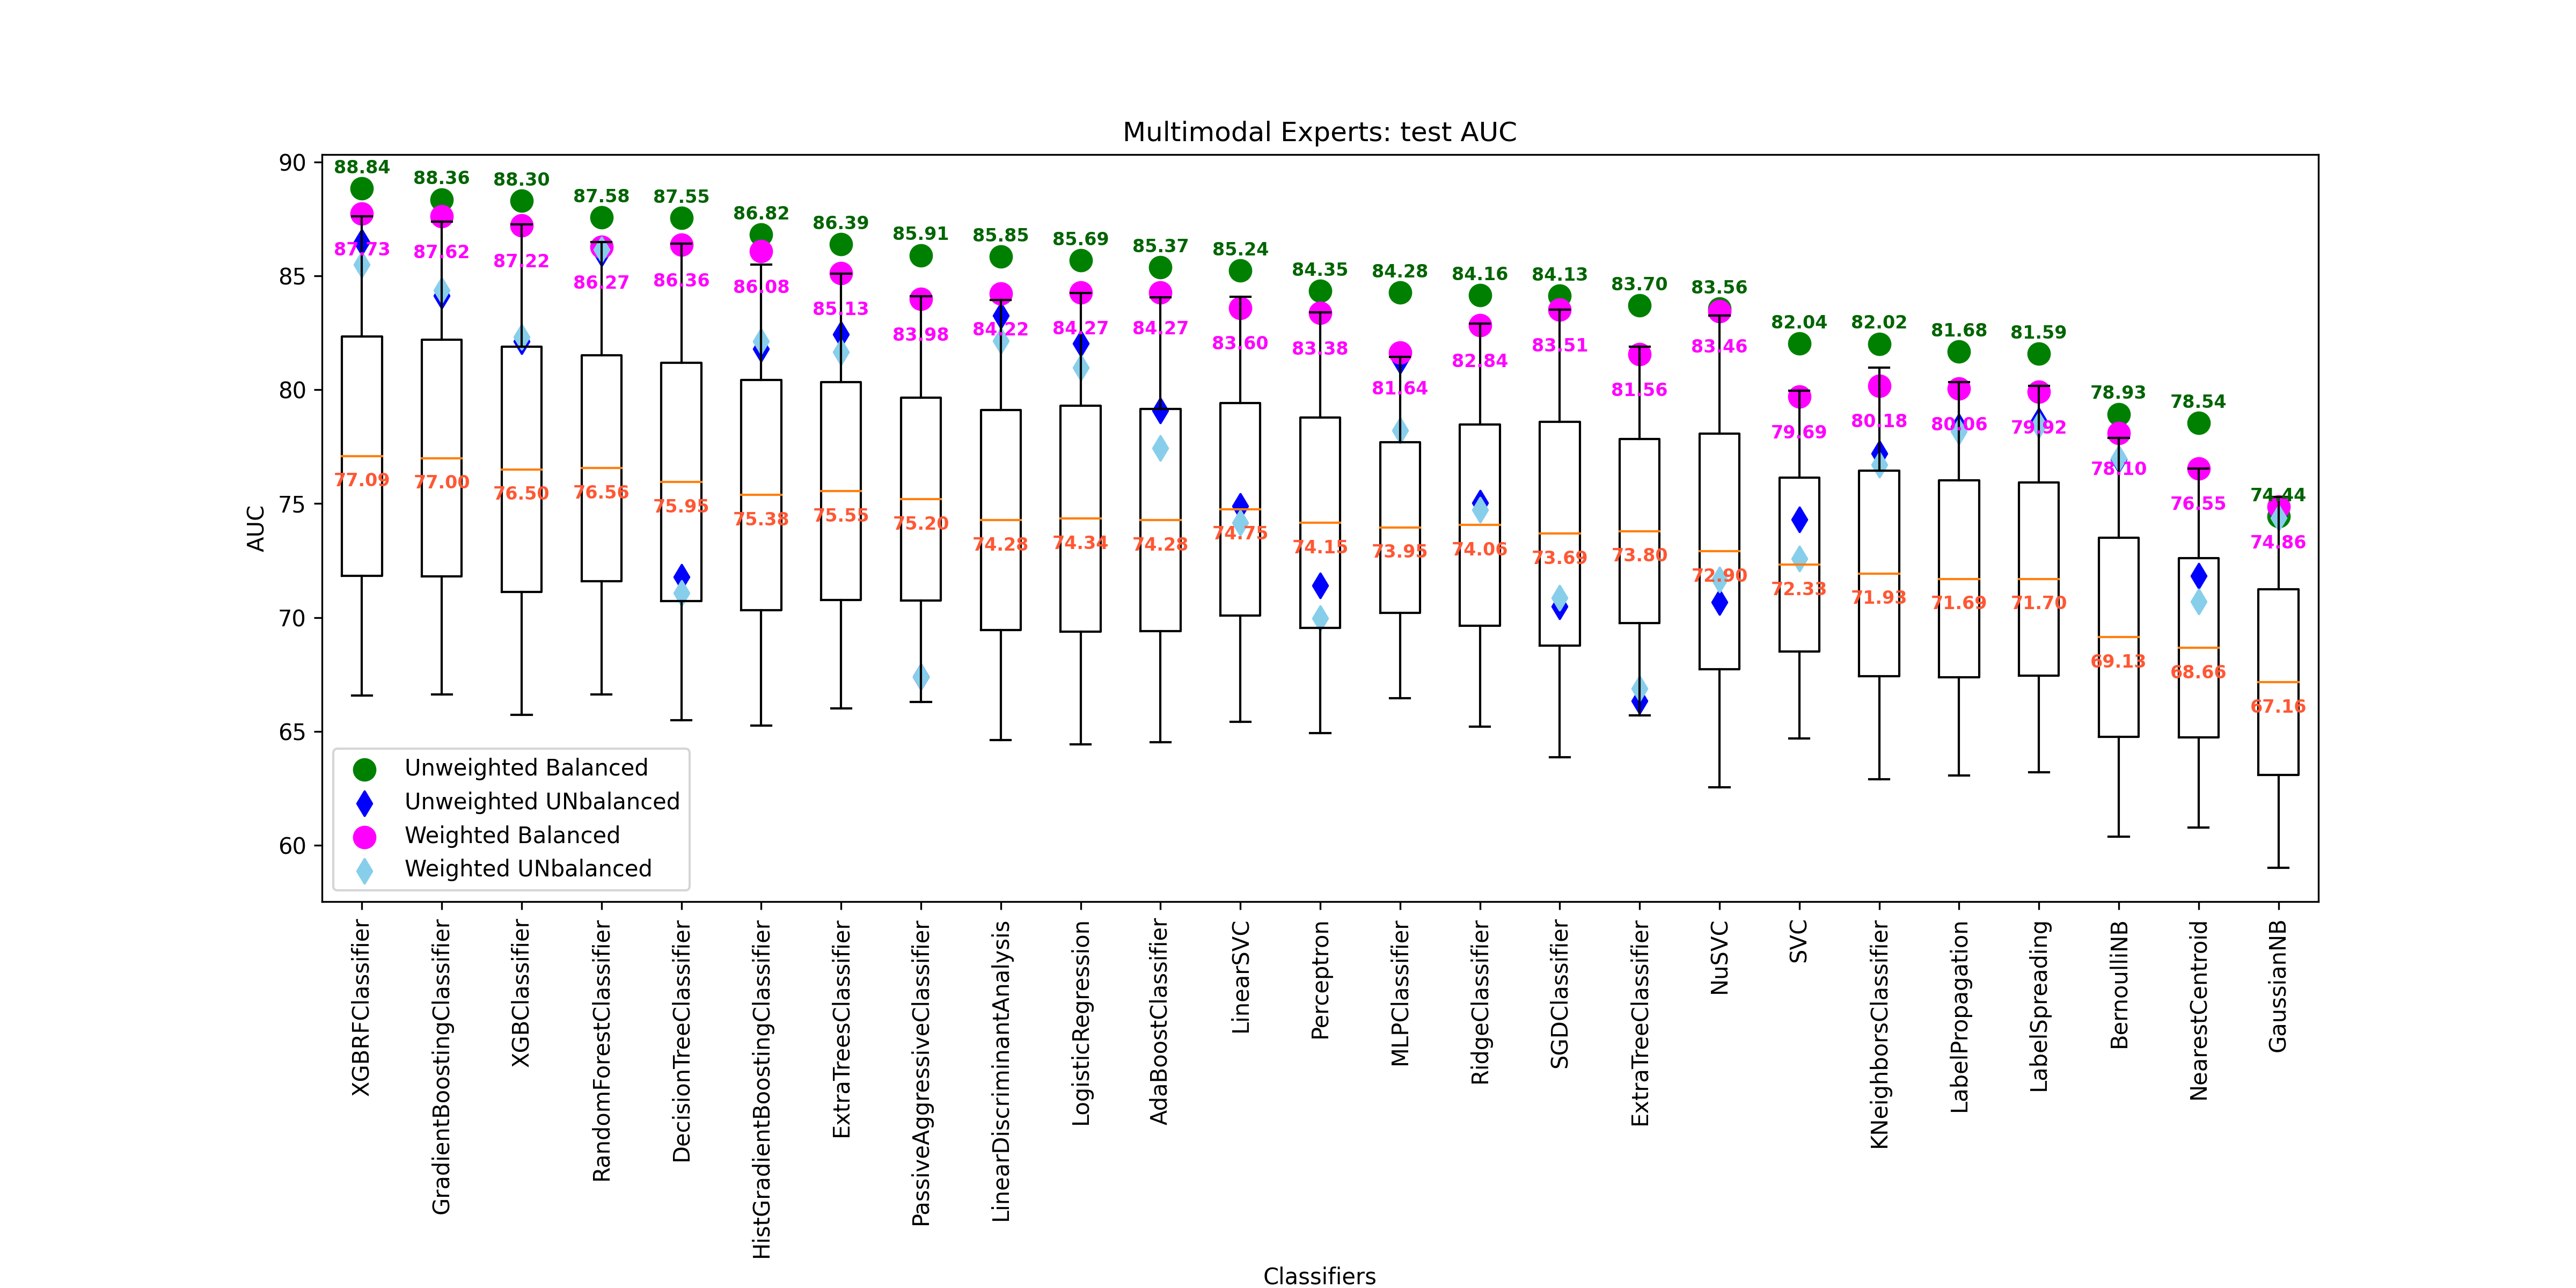 Multimodal Experts: test AUC
AUC
90
85
80
75
70
65
60
88.84
88.36
88.30
87.58
87.55
86.82
86.39
85.91
85.85
85.69
85.37
85.24
84.35
84.28
84.16
84.13
83.70
83.56
82.04
82.02
81.68
81.59
78.93
78.54
74.44
87.73
87.62
87.22
86.27
86.36
86.08
85.13
83.98
84.22
84.27
84.27
83.60
83.38
81.64
82.84
83.51
81.56
83.46
79.69
80.18
80.06
79.92
78.10
76.55
74.86
77.09
77.00
76.50
76.56
75.95
75.38
75.55
75.20
74.28
74.34
74.28
74.75
74.15
73.95
74.06
73.69
73.80
72.90
72.33
71.93
71.69
71.70
69.13
68.66
67.16
Unweighted Balanced
Unweighted UNbalanced
Weighted Balanced
Weighted UNbalanced
XGBRFClassifier
GradientBoostingClassifier
XGBClassifier
RandomForestClassifier
DecisionTreeClassifier
HistGradientBoostingClassifier
ExtraTreesClassifier
PassiveAggressiveClassifier
LinearDiscriminantAnalysis
LogisticRegression
AdaBoostClassifier
LinearSVC
Perceptron
MLPClassifier
RidgeClassifier
SGDClassifier
ExtraTreeClassifier
NuSVC
SVC
KNeighborsClassifier
LabelPropagation
LabelSpreading
BernoulliNB
NearestCentroid
GaussianNB
Classifiers